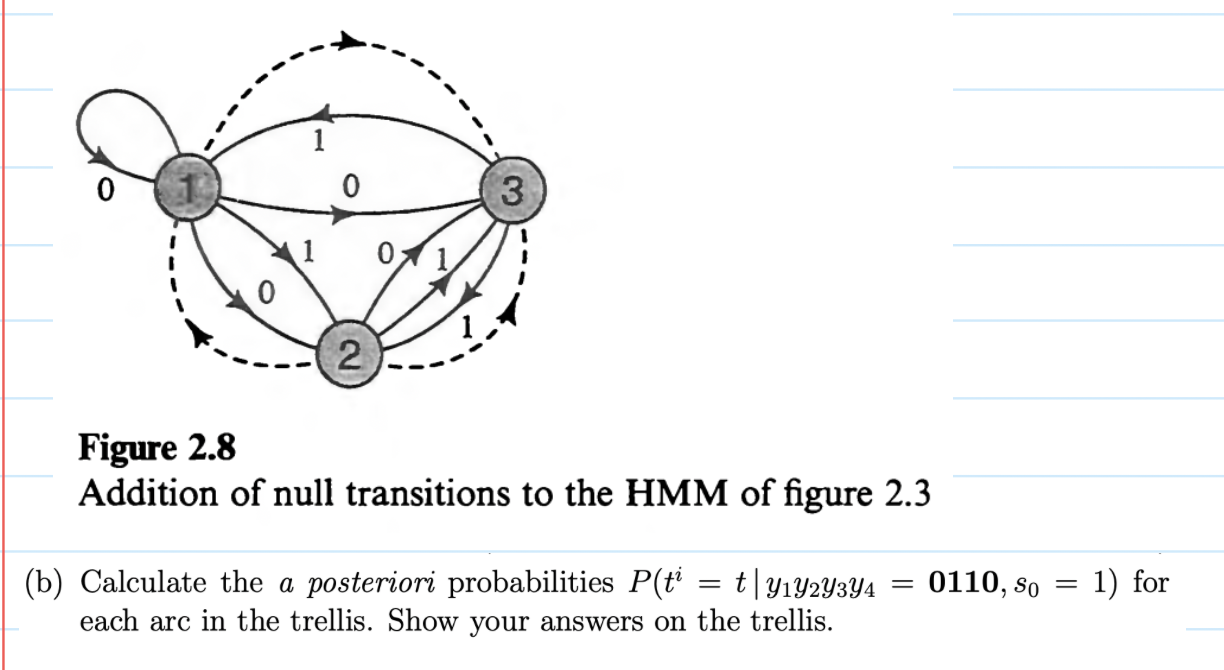 1
0
0
1
3
1
0
1
0
1
2
Figure 2.8
Addition of null transitions to the HMM of figure 2.3
(b) Calculate the a posteriori probabilities P(tⁱ = t | y₁y₂y₃y₄ = 0110, s₀ = 1) for
each arc in the trellis. Show your answers on the trellis.